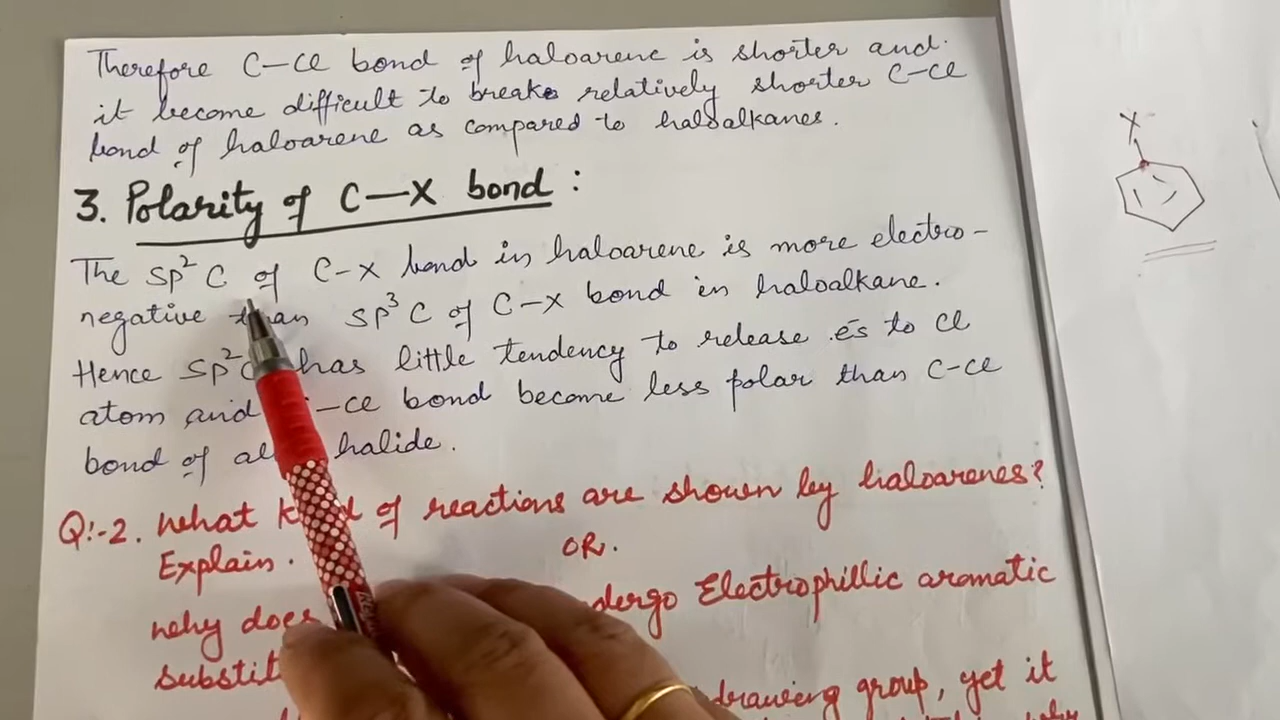 Therefore C-Cl bond of haloarene is shorter and
it become difficult to break relatively shorter C-Cl
bond of haloarene as compared to haloalkanes.
3. Polarity of C-X bond :
The sp² C of C-X bond in haloarene is more electro-
negative than sp³ C of C-X bond in haloalkane.
Hence sp² has little tendency to release es to Cl
atom and -Cl bond become less polar than C-Cl
bond of halide.
Q:-2. What of reactions are shown by haloarenes?
Explain.
OR.
why does Electrophillic aromatic
drawing group, yet it
X